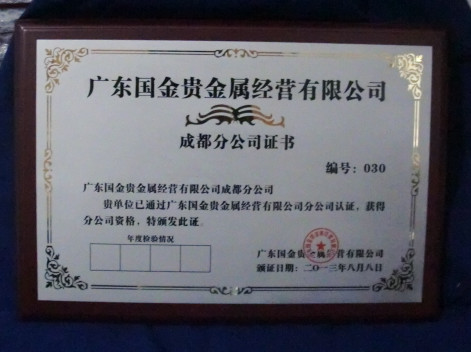 广东国金贵金属经营有限公司
成都分公司证书
编号：030
广东国金贵金属经营有限公司成都分公司
贵单位已通过广东国金贵金属经营有限公司分公司认证，获得
分公司资格，特颁发此证。
年度检验情况
广东国金贵金属经营有限公司
颁证日期：二〇一三年八月八日